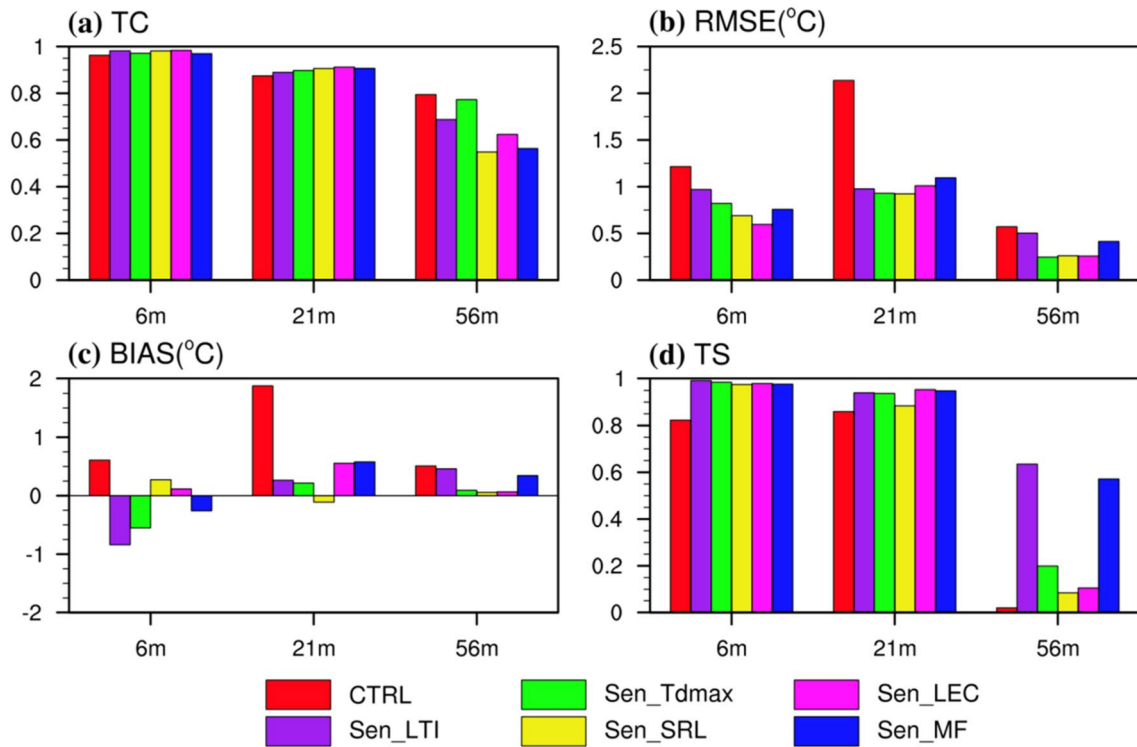 (a) TC
1
0.8
0.6
0.4
0.2
0
6m 21m 56m
(b) RMSE(°C)
2.5
2
1.5
1
0.5
0
6m 21m 56m
(c) BIAS(°C)
2
1
0
-1
-2
6m 21m 56m
(d) TS
1
0.8
0.6
0.4
0.2
0
6m 21m 56m
CTRL Sen_Tdmax Sen_LEC
Sen_LTI Sen_SRL Sen_MF